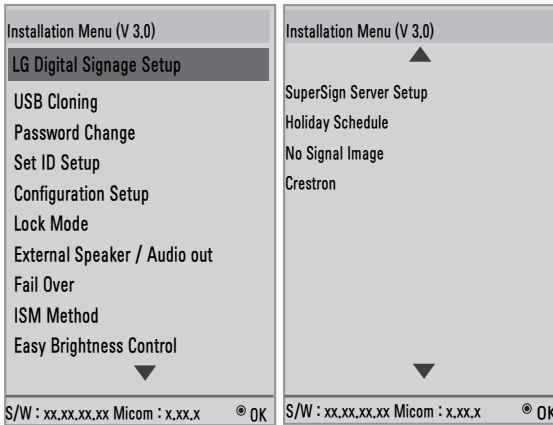 Installation Menu (V 3.0)
LG Digital Signage Setup
USB Cloning
Password Change
Set ID Setup
Configuration Setup
Lock Mode
External Speaker / Audio out
Fail Over
ISM Method
Easy Brightness Control
S/W : xx.xx.xx.xx Micom : x.xx.x ◉ OK
Installation Menu (V 3.0)
SuperSign Server Setup
Holiday Schedule
No Signal Image
Crestron
S/W : xx.xx.xx.xx Micom : x.xx.x ◉ OK